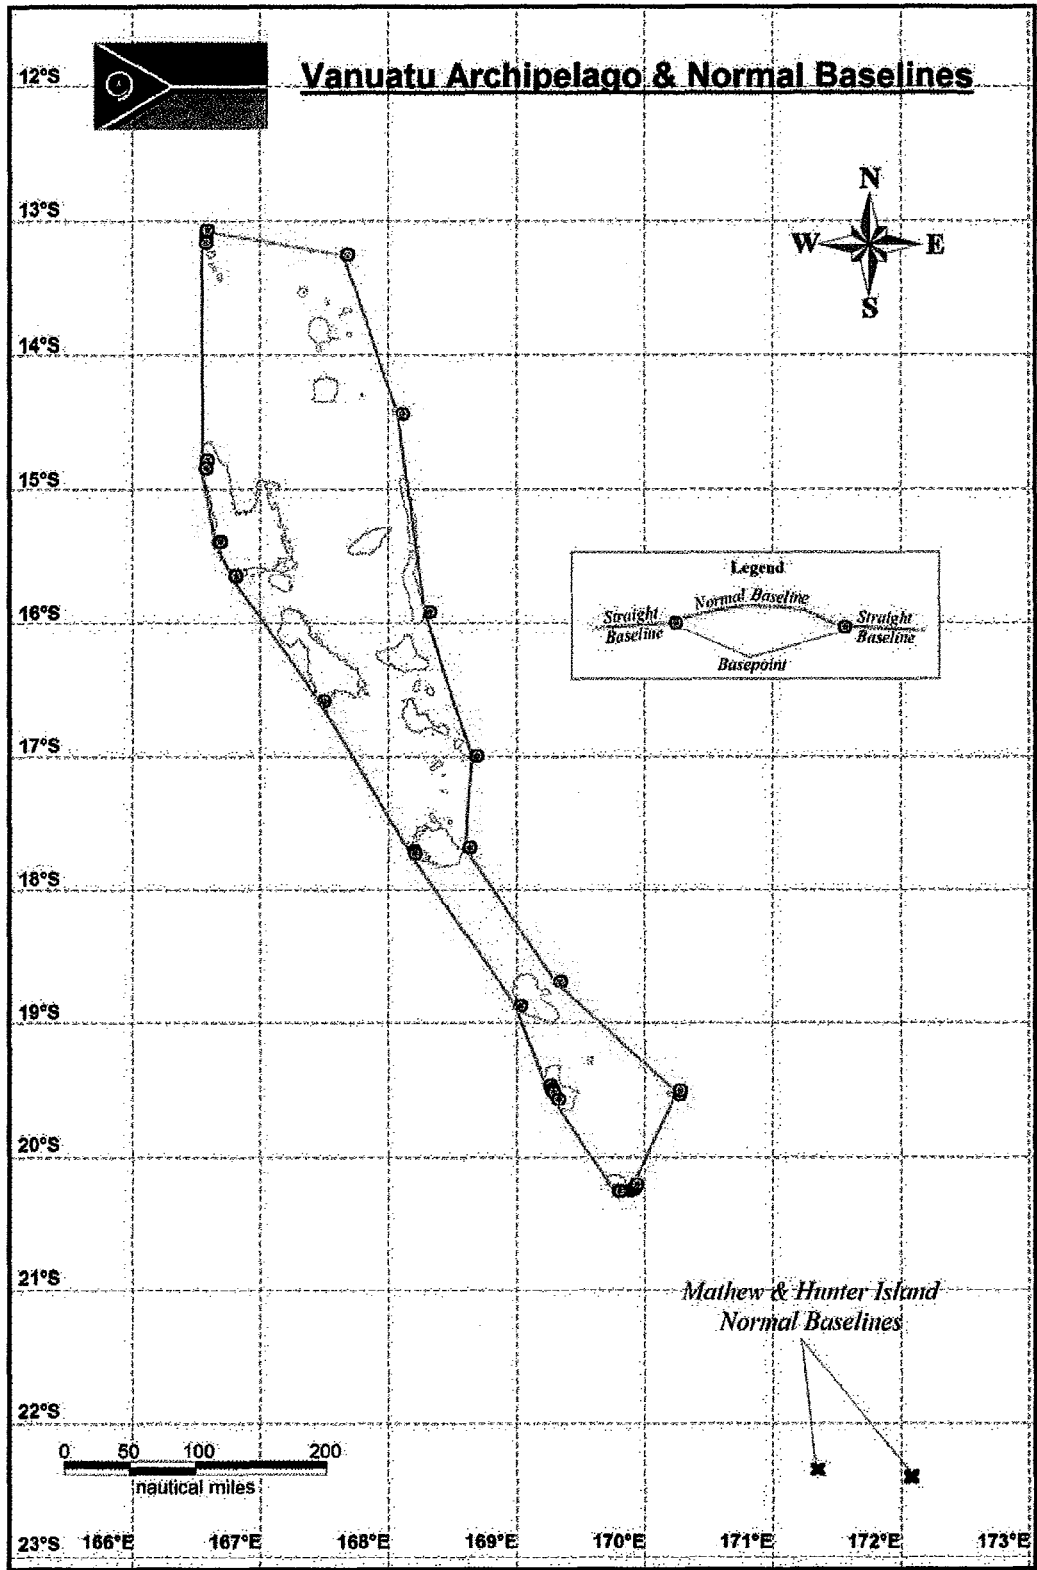 Vanuatu Archipelago & Normal Baselines
12°S
13°S
14°S
15°S
16°S
17°S
18°S
19°S
20°S
21°S
22°S
23°S
N
W
E
S
Legend
Straight
Baseline
Normal Baseline
Straight
Baseline
Basepoint
Mathew & Hunter Island
Normal Baselines
0 50 100 200
nautical miles
166°E 167°E 168°E 169°E 170°E 171°E 172°E 173°E